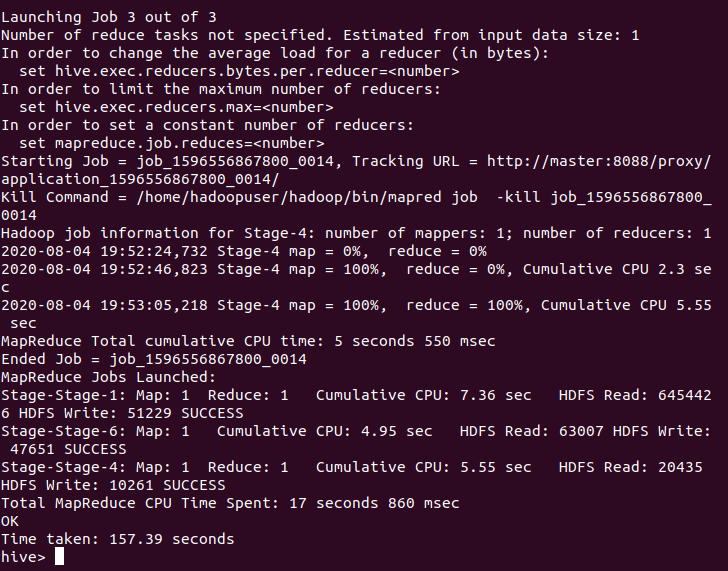 Launching Job 3 out of 3
Number of reduce tasks not specified. Estimated from input data size: 1
In order to change the average load for a reducer (in bytes):
  set hive.exec.reducers.bytes.per.reducer=<number>
In order to limit the maximum number of reducers:
  set hive.exec.reducers.max=<number>
In order to set a constant number of reducers:
  set mapreduce.job.reduces=<number>
Starting Job = job_1596556867800_0014, Tracking URL = http://master:8088/proxy/
application_1596556867800_0014/
Kill Command = /home/hadoopuser/hadoop/bin/mapred job  -kill job_1596556867800_
0014
Hadoop job information for Stage-4: number of mappers: 1; number of reducers: 1
2020-08-04 19:52:24,732 Stage-4 map = 0%,  reduce = 0%
2020-08-04 19:52:46,823 Stage-4 map = 100%,  reduce = 0%, Cumulative CPU 2.3 se
c
2020-08-04 19:53:05,218 Stage-4 map = 100%,  reduce = 100%, Cumulative CPU 5.55
 sec
MapReduce Total cumulative CPU time: 5 seconds 550 msec
Ended Job = job_1596556867800_0014
MapReduce Jobs Launched:
Stage-Stage-1: Map: 1  Reduce: 1   Cumulative CPU: 7.36 sec   HDFS Read: 645442
6 HDFS Write: 51229 SUCCESS
Stage-Stage-6: Map: 1   Cumulative CPU: 4.95 sec   HDFS Read: 63007 HDFS Write:
 47651 SUCCESS
Stage-Stage-4: Map: 1  Reduce: 1   Cumulative CPU: 5.55 sec   HDFS Read: 20435
HDFS Write: 10261 SUCCESS
Total MapReduce CPU Time Spent: 17 seconds 860 msec
OK
Time taken: 157.39 seconds
hive>